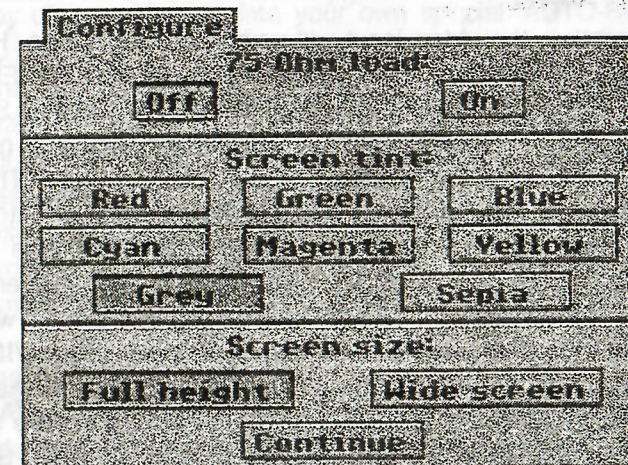 Configure
75 Ohm load:
Off On
Screen tint:
Red Green Blue
Cyan Magenta Yellow
Grey Sepia
Screen size:
Full height Wide screen
Continue